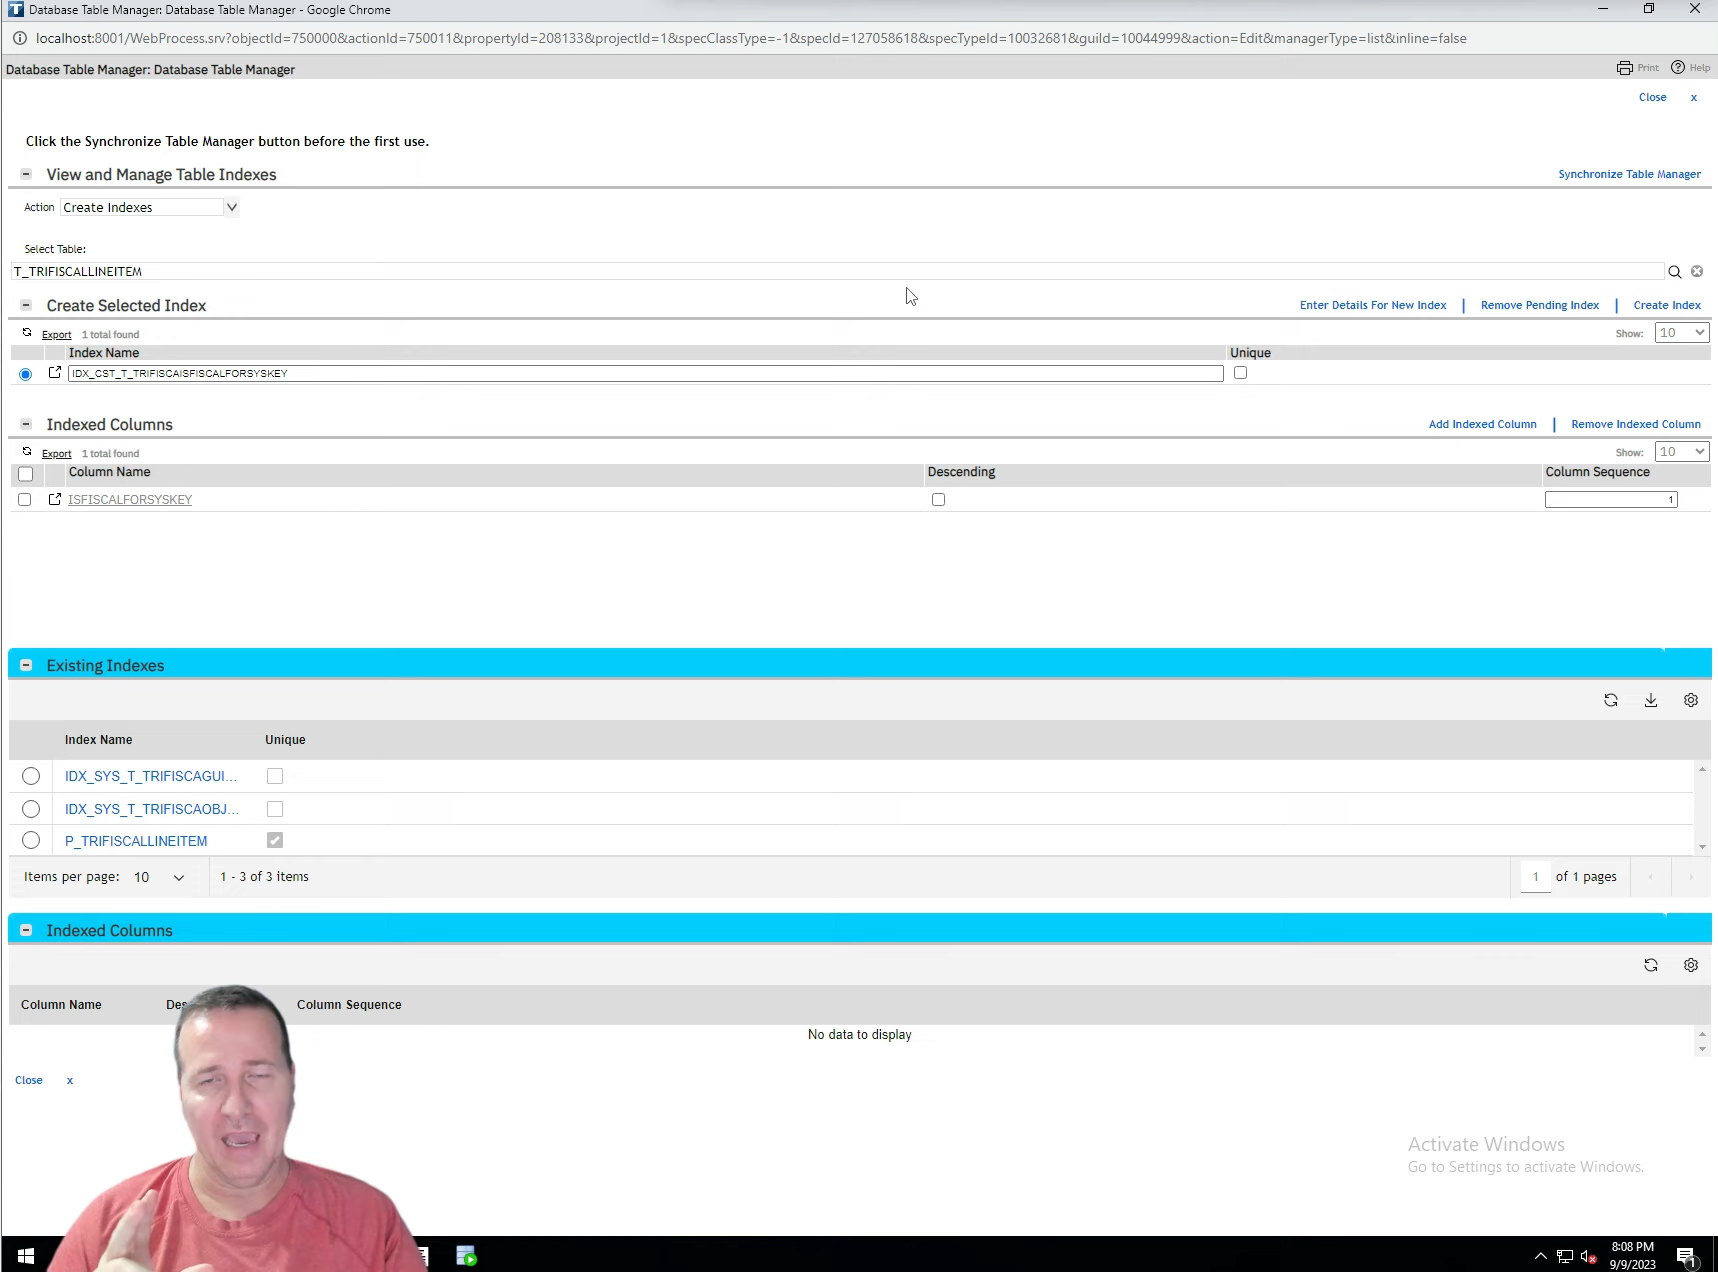 Database Table Manager: Database Table Manager - Google Chrome
localhost:8001/WebProcess.srv?objectId=750000&actionId=750011&propertyId=208133&projectId=1&specClassType=-1&specId=127058618&specTypeId=10032681&guiId=10044999&action=Edit&managerType=list&inline=false
Database Table Manager: Database Table Manager Print Help
Close x
Click the Synchronize Table Manager button before the first use.
View and Manage Table Indexes Synchronize Table Manager
Action Create Indexes
Select Table:
T_TRIFISCALLINEITEM
Create Selected Index Enter Details For New Index | Remove Pending Index | Create Index
Export 1 total found Show: 10
Index Name Unique
IDX_CST_T_TRIFISCAISFISCALFORSYSKEY
Indexed Columns Add Indexed Column | Remove Indexed Column
Export 1 total found Show: 10
Column Name Descending Column Sequence
ISFISCALFORSYSKEY 1
Existing Indexes
Index Name Unique
IDX_SYS_T_TRIFISCAGUI...
IDX_SYS_T_TRIFISCAOBJ...
P_TRIFISCALLINEITEM
Items per page: 10 1 - 3 of 3 items 1 of 1 pages
Indexed Columns
Column Name Des Column Sequence
No data to display
Close x
Activate Windows
Go to Settings to activate Windows.
8:08 PM
9/9/2023 1